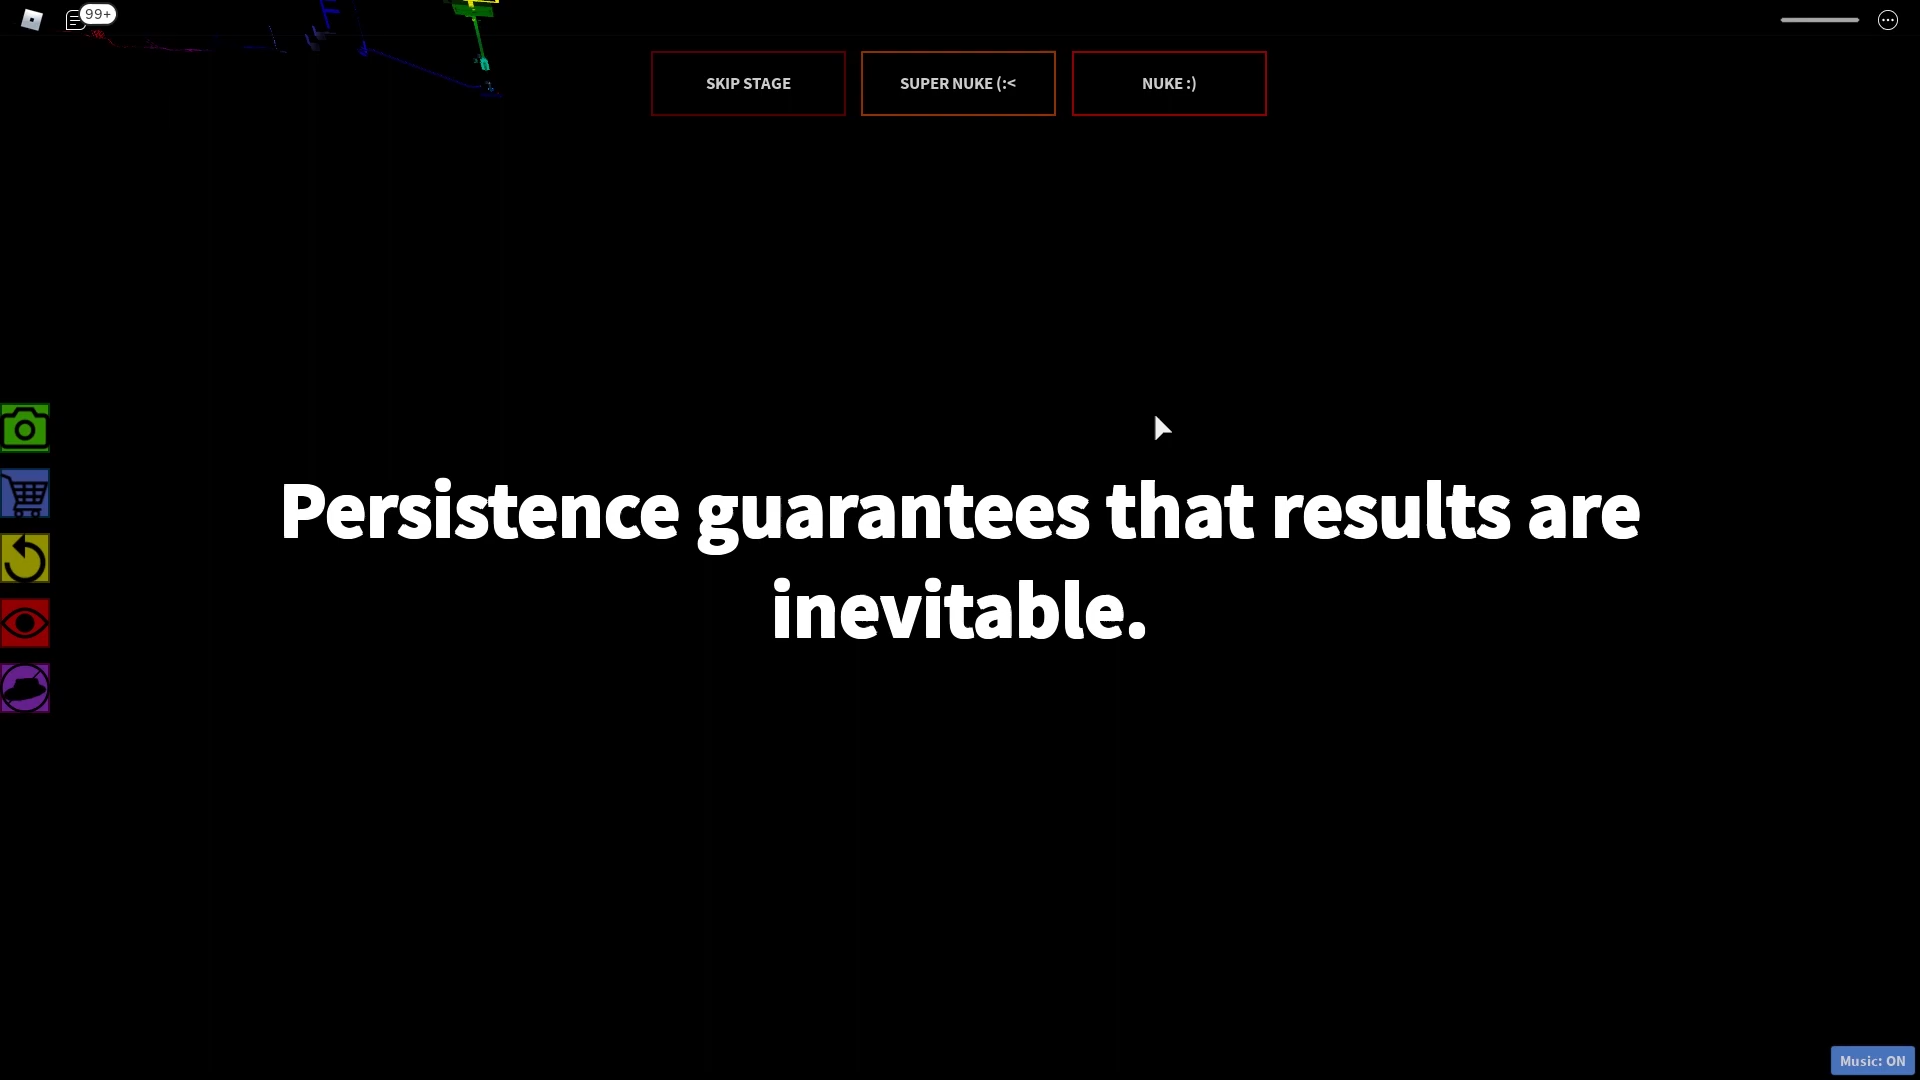 99+
SKIP STAGE
SUPER NUKE (:<
NUKE :)
Persistence guarantees that results are
inevitable.
Music: ON